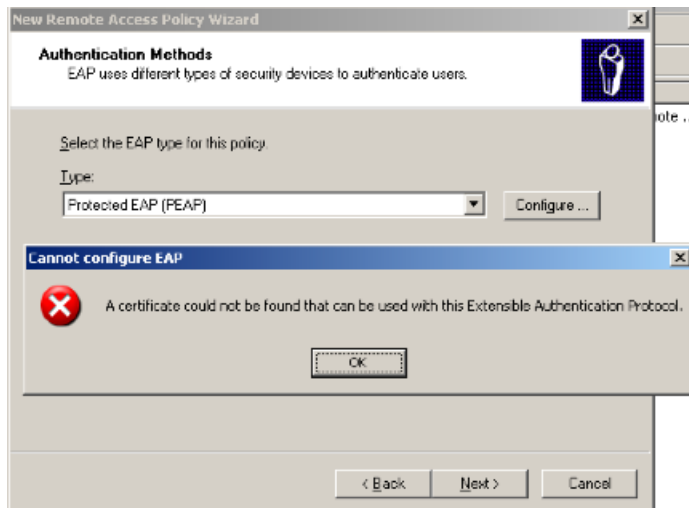 New Remote Access Policy Wizard
Authentication Methods
EAP uses different types of security devices to authenticate users.
Select the EAP type for this policy.
Type:
Protected EAP (PEAP)
Configure ...
Cannot configure EAP
A certificate could not be found that can be used with this Extensible Authentication Protocol.
OK
< Back
Next >
Cancel